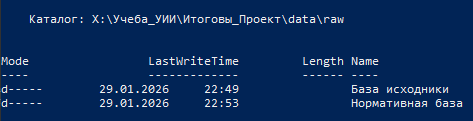 Каталог: X:\Учеба_УИИ\Итоговы_Проект\data\raw
Mode LastWriteTime Length Name
---- ------------- ------ ----
d----- 29.01.2026 22:49 База исходники
d----- 29.01.2026 22:53 Нормативная база